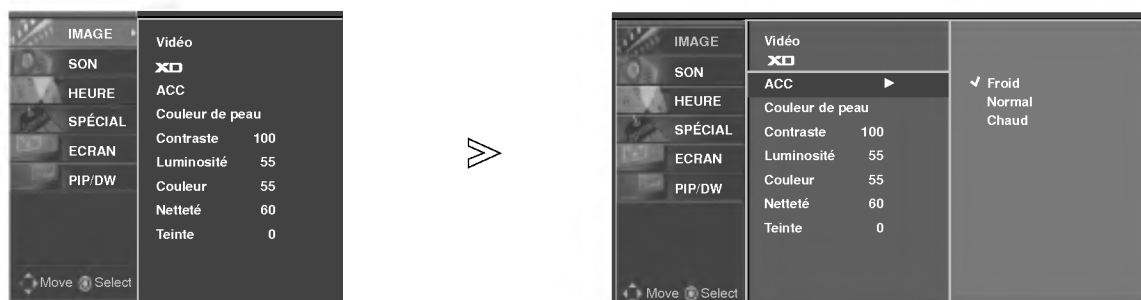 IMAGE
SON
HEURE
SPÉCIAL
ECRAN
PIP/DW
Move Select
Vidéo
XD
ACC
Couleur de peau
Contraste 100
Luminosité 55
Couleur 55
Netteté 60
Teinte 0
IMAGE
SON
HEURE
SPÉCIAL
ECRAN
PIP/DW
Move Select
Vidéo
XD
ACC
Couleur de peau
Contraste 100
Luminosité 55
Couleur 55
Netteté 60
Teinte 0
Froid
Normal
Chaud